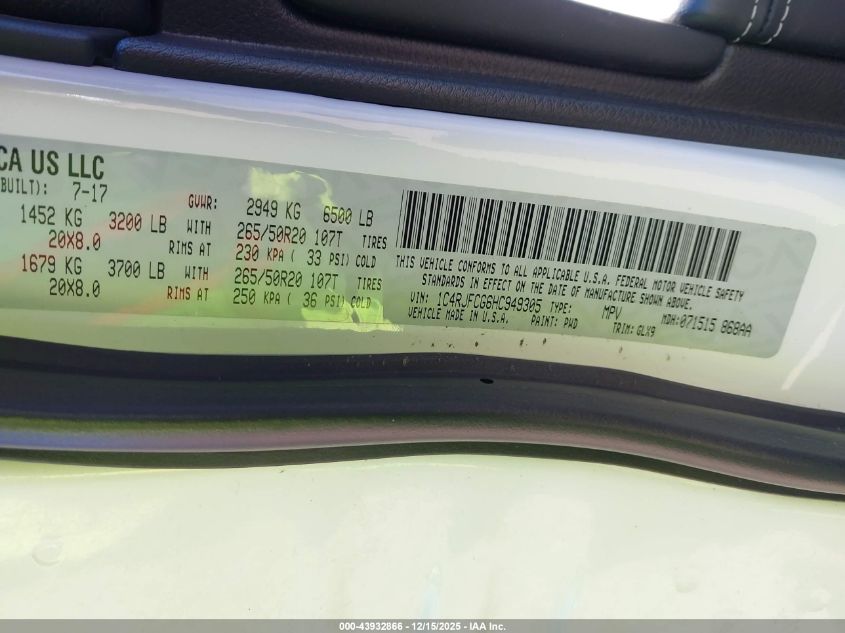 CA US LLC
BUILT): 7-17
GVWR: 2949 KG 6500 LB
1452 KG 3200 LB WITH 265/50R20 107T TIRES
20X8.0 RIMS AT 230 KPA ( 33 PSI) COLD
1679 KG 3700 LB WITH 265/50R20 107T TIRES
20X8.0 RIMS AT 250 KPA ( 36 PSI) COLD
THIS VEHICLE CONFORMS TO ALL APPLICABLE U.S.A. FEDERAL MOTOR VEHICLE SAFETY
STANDARDS IN EFFECT ON THE DATE OF MANUFACTURE SHOWN ABOVE.
VIN: 1C4RJFCG6HC949305 TYPE: MPV MDH:071515 868AA
VEHICLE MADE IN U.S.A. PAINT: PWD TRIM: GLX9
000-43932866 - 12/15/2025 - IAA Inc.